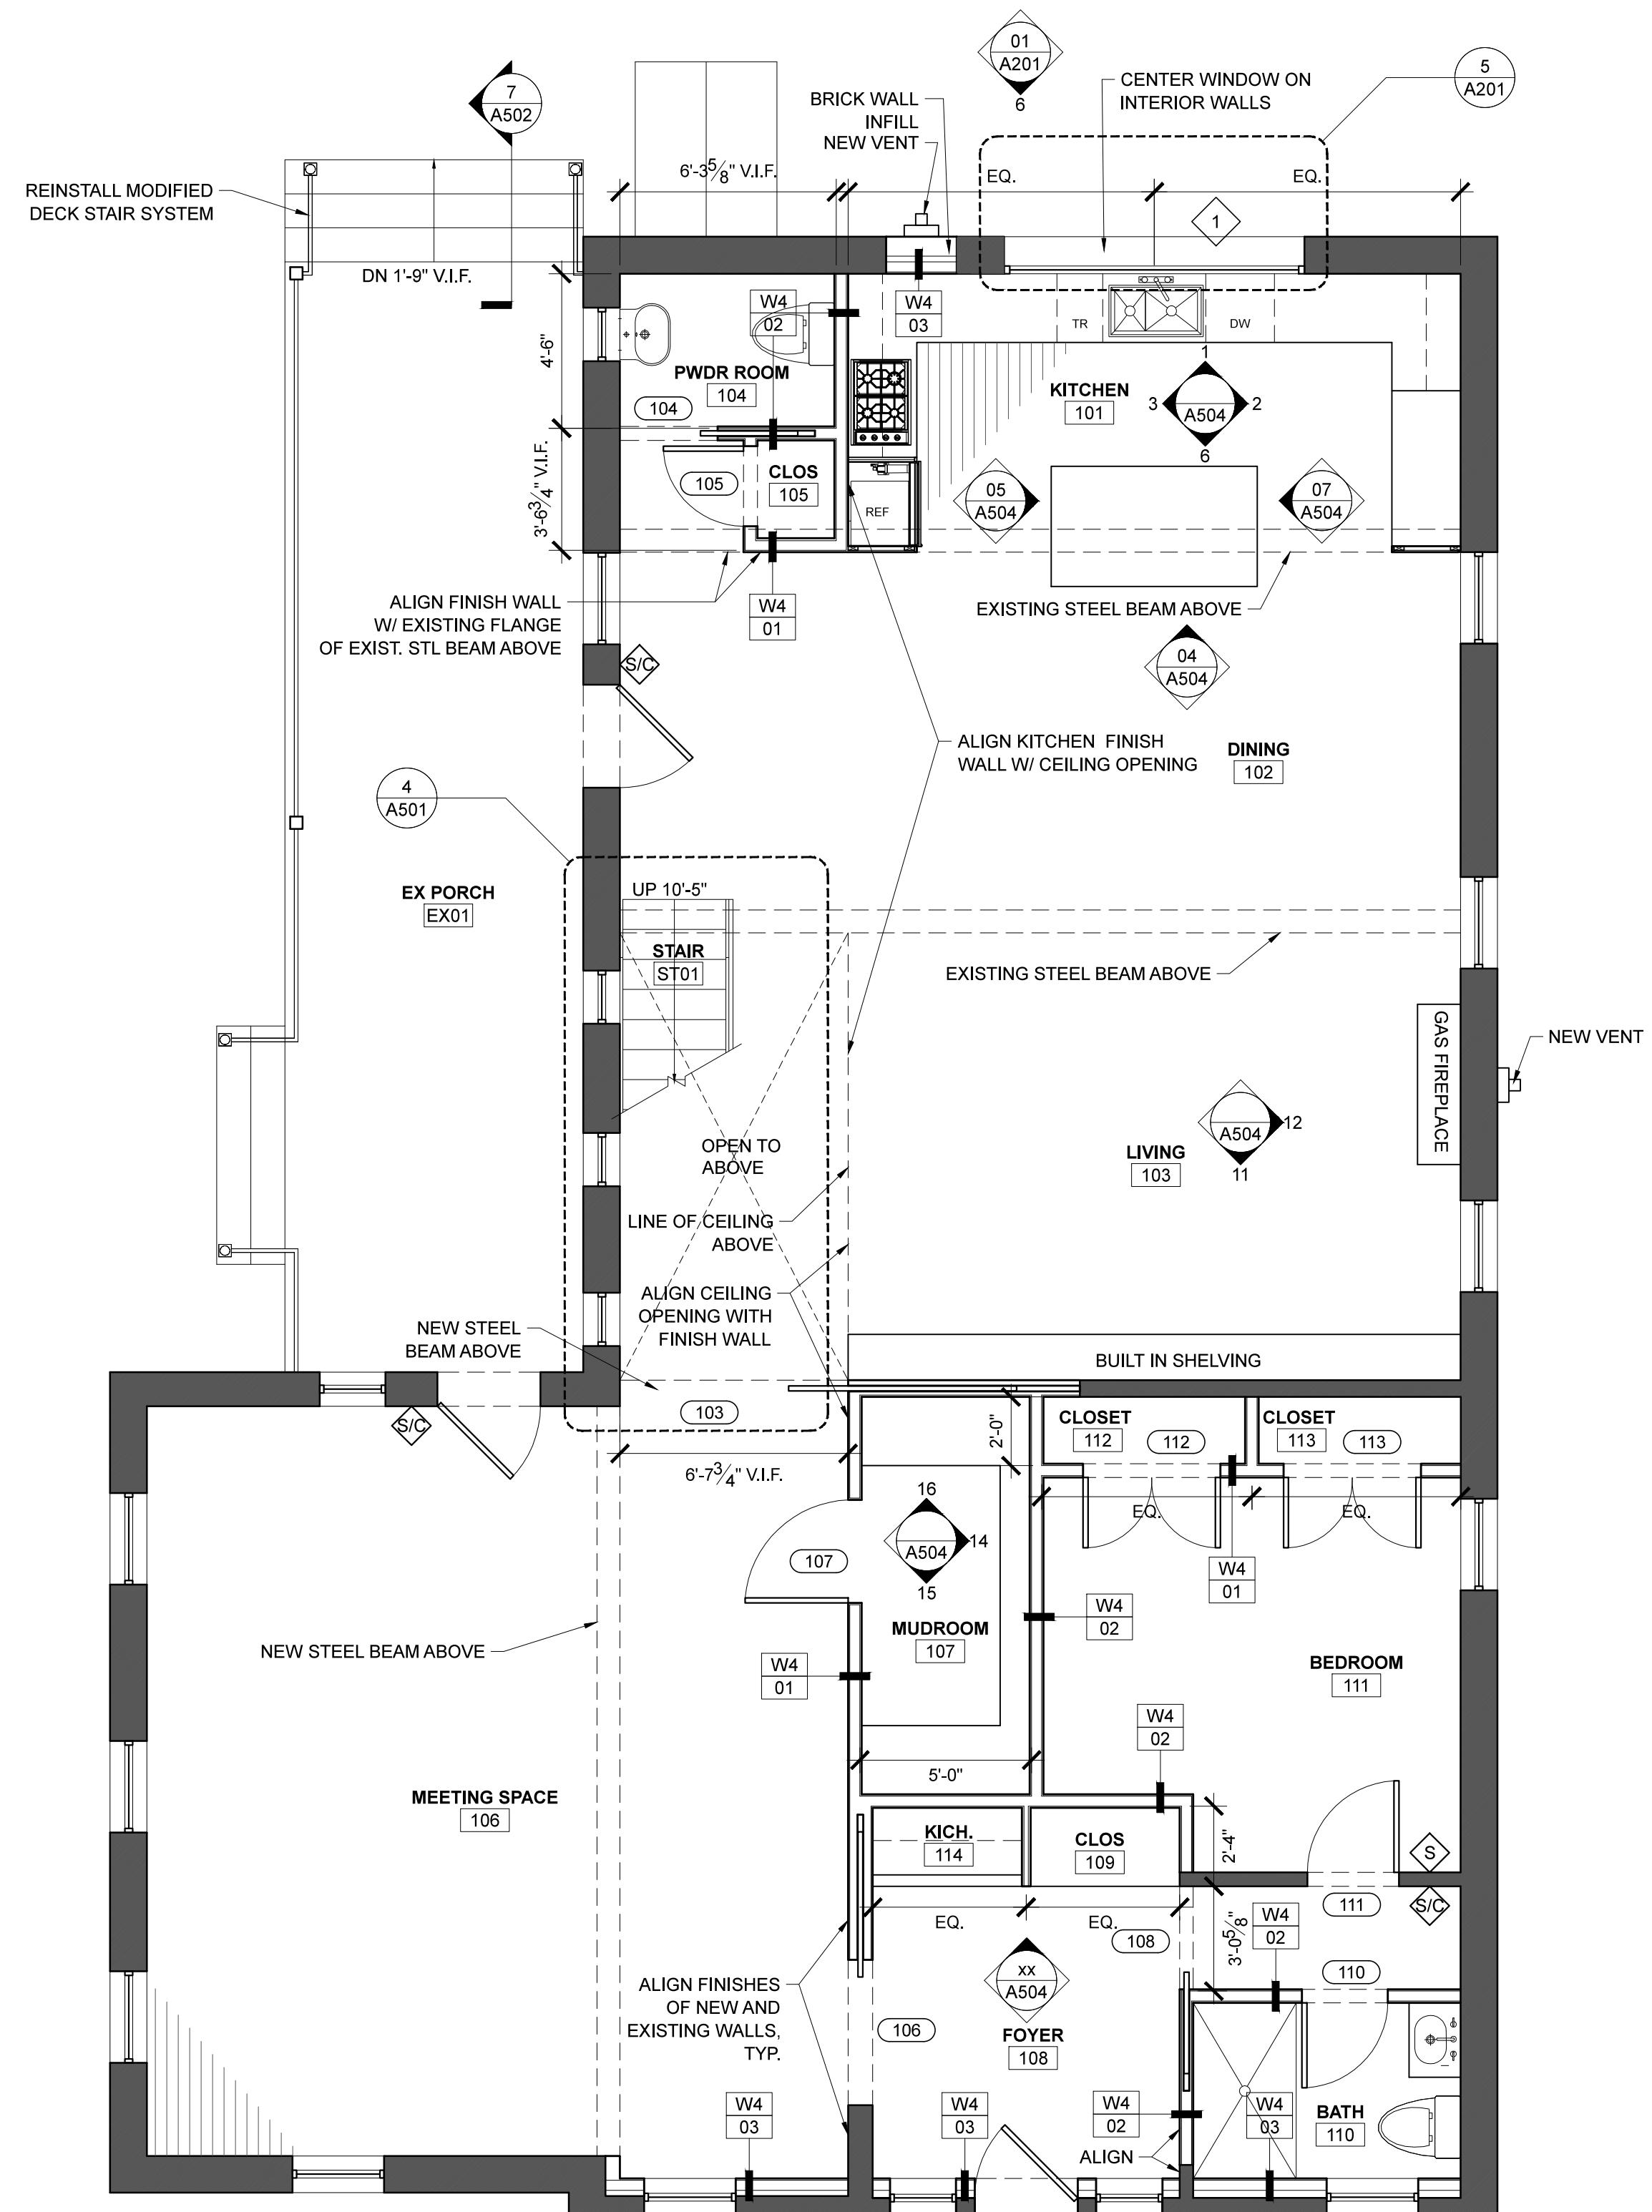 01
A201
6
5
A201
CENTER WINDOW ON
INTERIOR WALLS
7
A502
BRICK WALL
INFILL
NEW VENT
REINSTALL MODIFIED
DECK STAIR SYSTEM
6'-3 5/8" V.I.F.
EQ.
EQ.
1
DN 1'-9" V.I.F.
W4
02
W4
03
TR
DW
4'-6"
PWDR ROOM
104
104
KITCHEN
101
1
3
A504
2
6
3'-6 3/4" V.I.F.
105
CLOS
105
REF
05
A504
07
A504
ALIGN FINISH WALL
W/ EXISTING FLANGE
OF EXIST. STL BEAM ABOVE
W4
01
EXISTING STEEL BEAM ABOVE
S/C
04
A504
ALIGN KITCHEN FINISH
WALL W/ CEILING OPENING
DINING
102
4
A501
EX PORCH
EX01
UP 10'-5"
STAIR
ST01
EXISTING STEEL BEAM ABOVE
GAS FIREPLACE
NEW VENT
OPEN TO
ABOVE
LIVING
103
A504
12
11
LINE OF CEILING
ABOVE
ALIGN CEILING
OPENING WITH
FINISH WALL
NEW STEEL
BEAM ABOVE
BUILT IN SHELVING
S/C
103
2'-0"
CLOSET
112
112
CLOSET
113
113
6'-7 3/4" V.I.F.
EQ.
EQ.
16
A504
14
15
107
W4
01
W4
02
MUDROOM
107
NEW STEEL BEAM ABOVE
W4
01
BEDROOM
111
W4
02
5'-0"
MEETING SPACE
106
KICH.
114
CLOS
109
2'-4"
S
EQ.
EQ.
108
3'-0 5/8"
W4
02
111
S/C
110
xx
A504
ALIGN FINISHES
OF NEW AND
EXISTING WALLS,
TYP.
106
FOYER
108
W4
03
W4
03
W4
02
W4
03
BATH
110
ALIGN